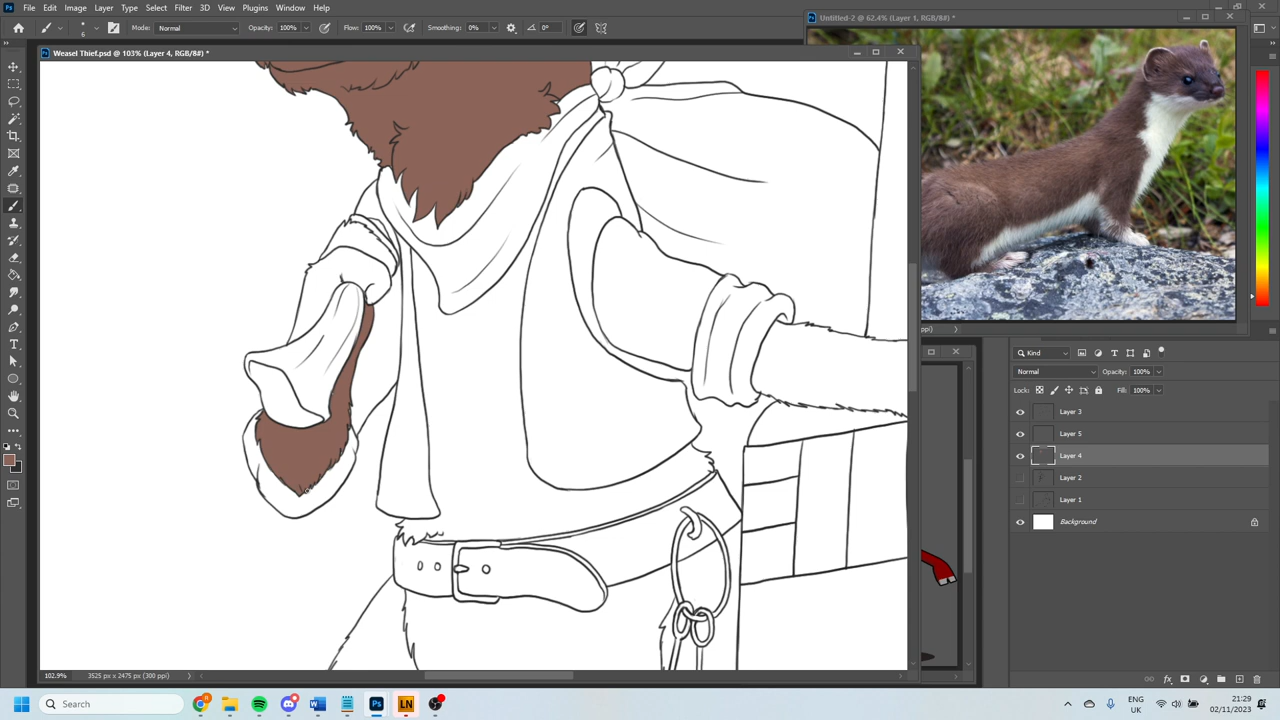 File Edit Image Layer Type Select Filter 3D View Plugins Window Help
6 Mode: Normal Opacity: 100% Flow: 100% Smoothing: 0% 0°
Untitled-2 @ 62.4% (Layer 1, RGB/8#) *
Weasel Thief.psd @ 103% (Layer 4, RGB/8#) *
ppi)
Kind
Normal Opacity: 100%
Lock: Fill: 100%
Layer 3
Layer 5
Layer 4
Layer 2
Layer 1
Background
102.9% 3525 px x 2475 px (300 ppi)
Search
LN
ENG
UK
21:29
02/11/2023